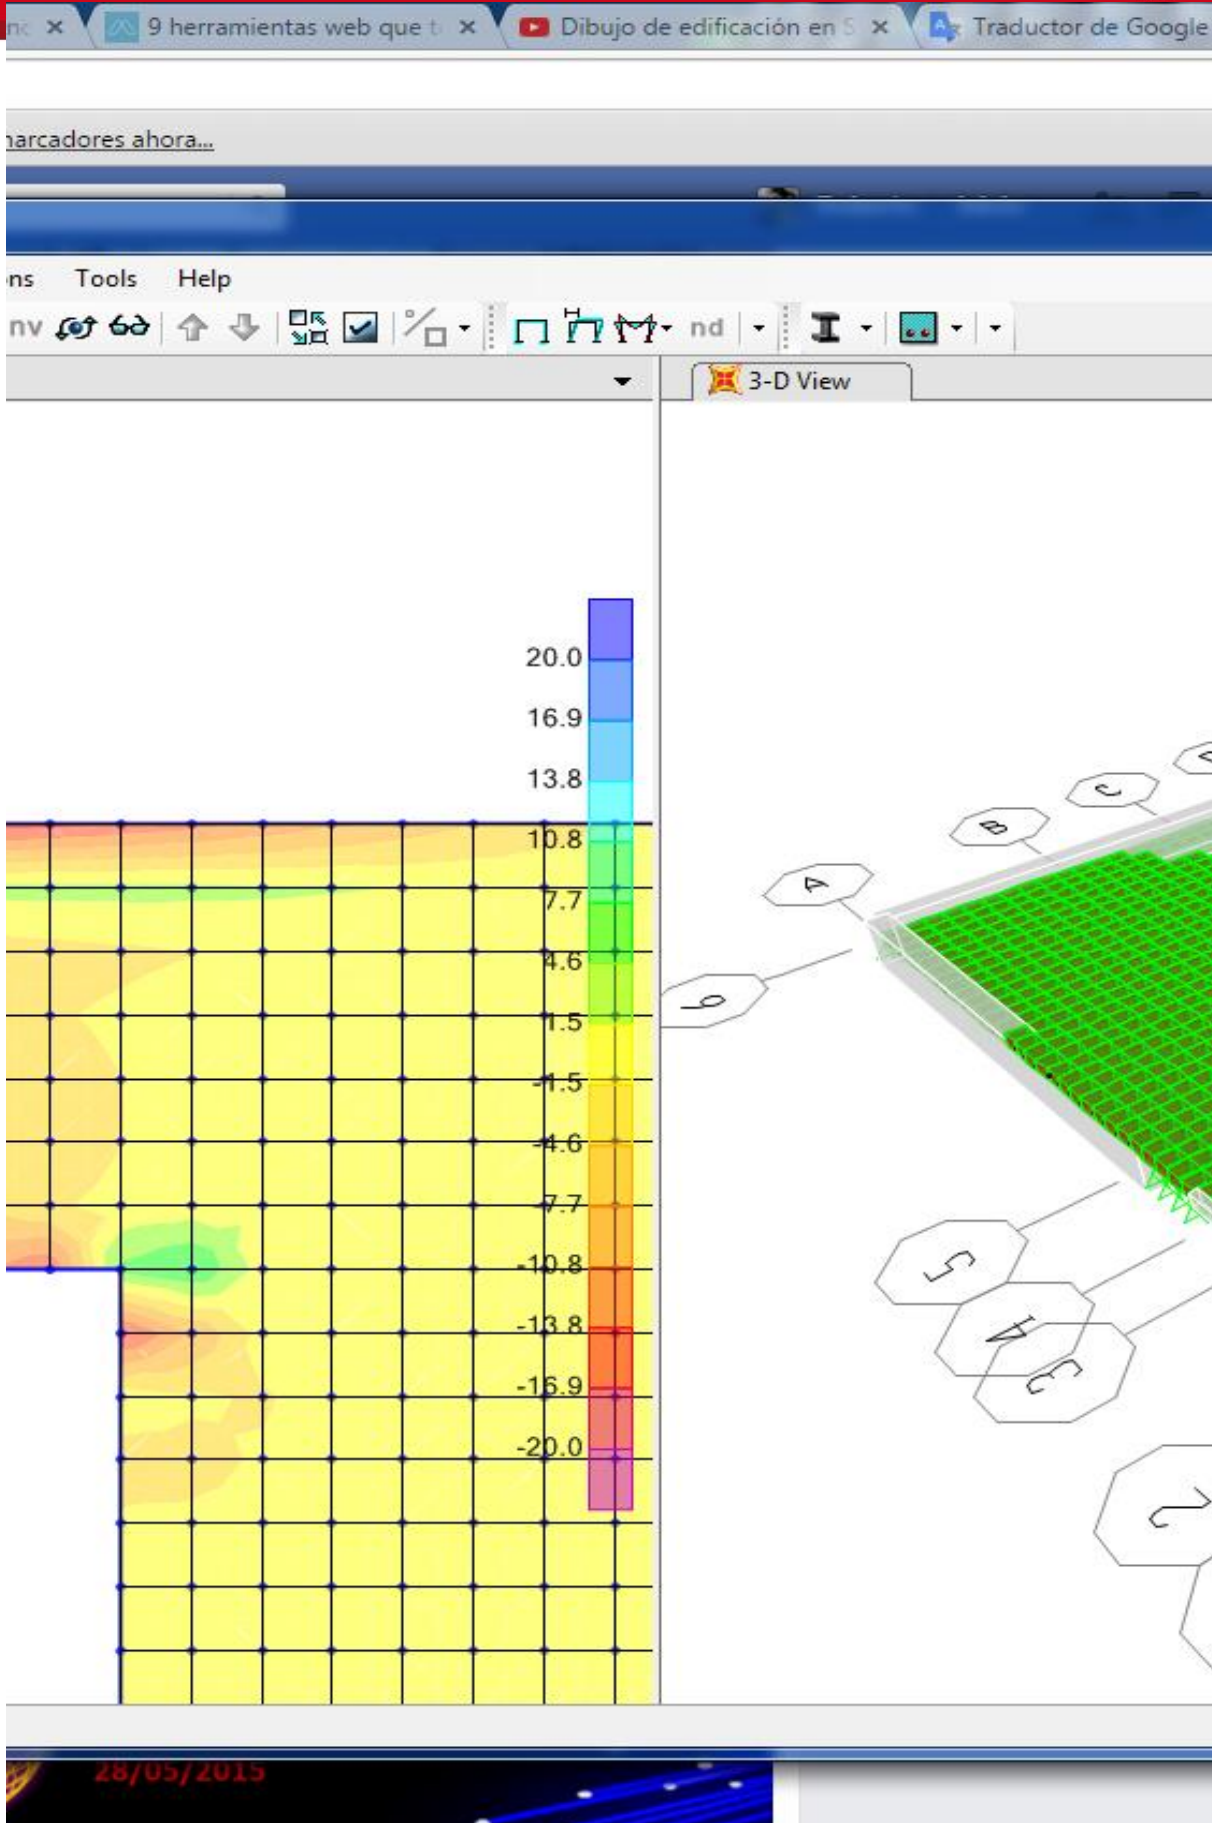 9 herramientas web que t
Dibujo de edificación en S
Traductor de Google
marcadores ahora...
ns Tools Help
nv nd
3-D View
20.0
16.9
13.8
10.8
7.7
4.6
1.5
-1.5
-4.6
-7.7
-10.8
-13.8
-16.9
-20.0
C
B
A
9
5
4
3
2
28/05/2015